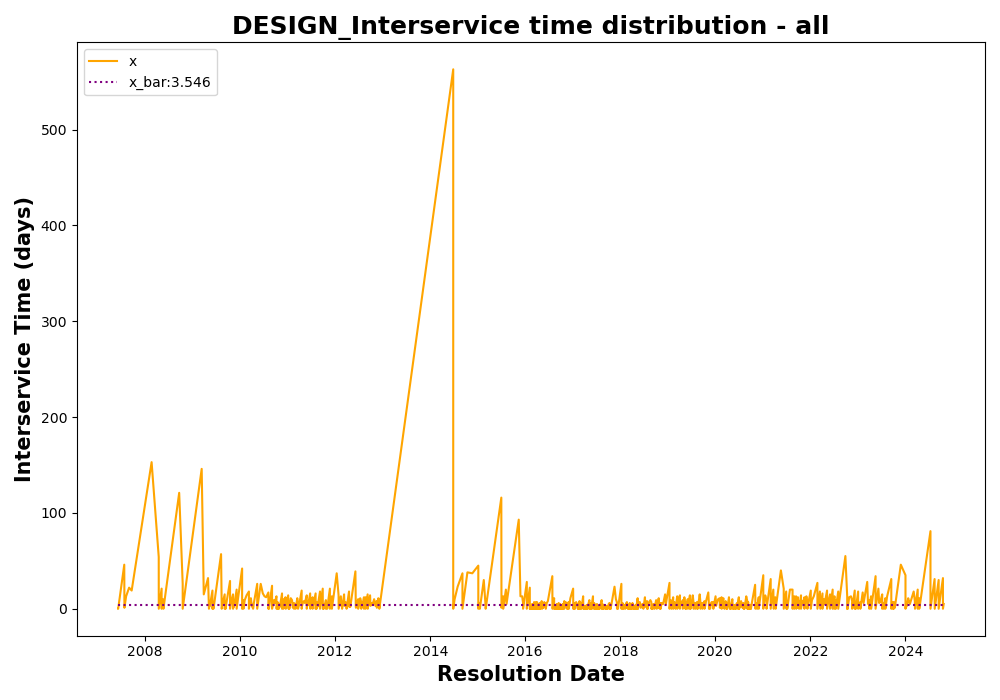 DESIGN_Interservice time distribution - all
x
x_bar:3.546
Interservice Time (days)
500
400
300
200
100
0
2008 2010 2012 2014 2016 2018 2020 2022 2024
Resolution Date